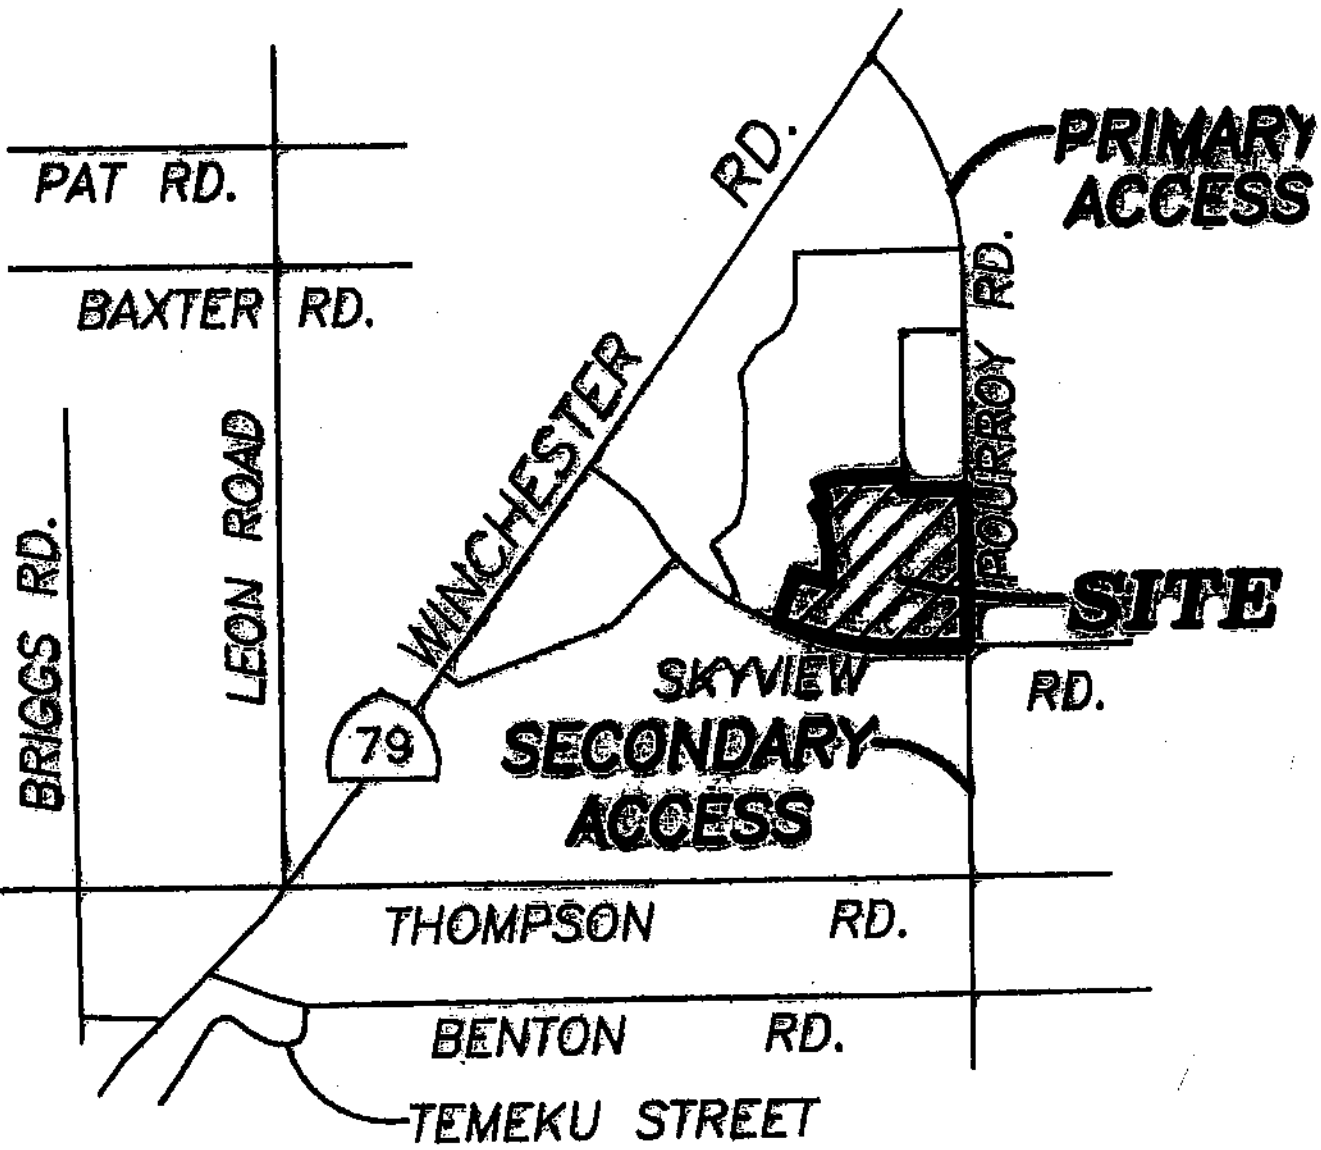 PRIMARY
ACCESS
RD.
PAT RD.
BAXTER RD.
WINCHESTER
POURROY RD.
LEON ROAD
BRIGGS RD.
SITE
SKYVIEW
RD.
79
SECONDARY
ACCESS
THOMPSON RD.
BENTON RD.
TEMEKU STREET